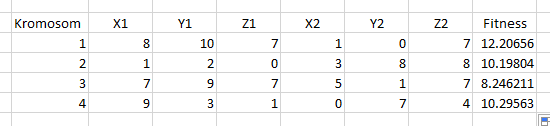 Kromosom X1 Y1 Z1 X2 Y2 Z2 Fitness
1 8 10 7 1 0 7 12.20656
2 1 2 0 3 8 8 10.19804
3 7 9 7 5 1 7 8.246211
4 9 3 1 0 7 4 10.29563